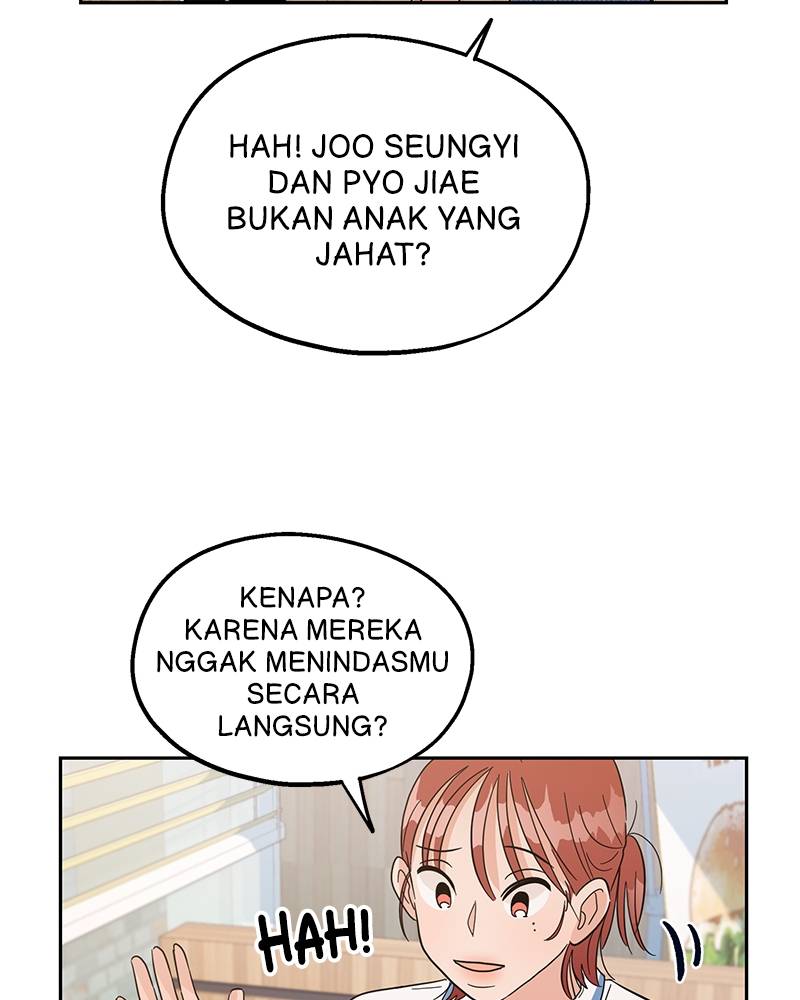 HAH! JOO SEUNGYI
DAN PYO JIAE
BUKAN ANAK YANG
JAHAT?
KENAPA?
KARENA MEREKA
NGGAK MENINDASMU
SECARA
LANGSUNG?
HAH!